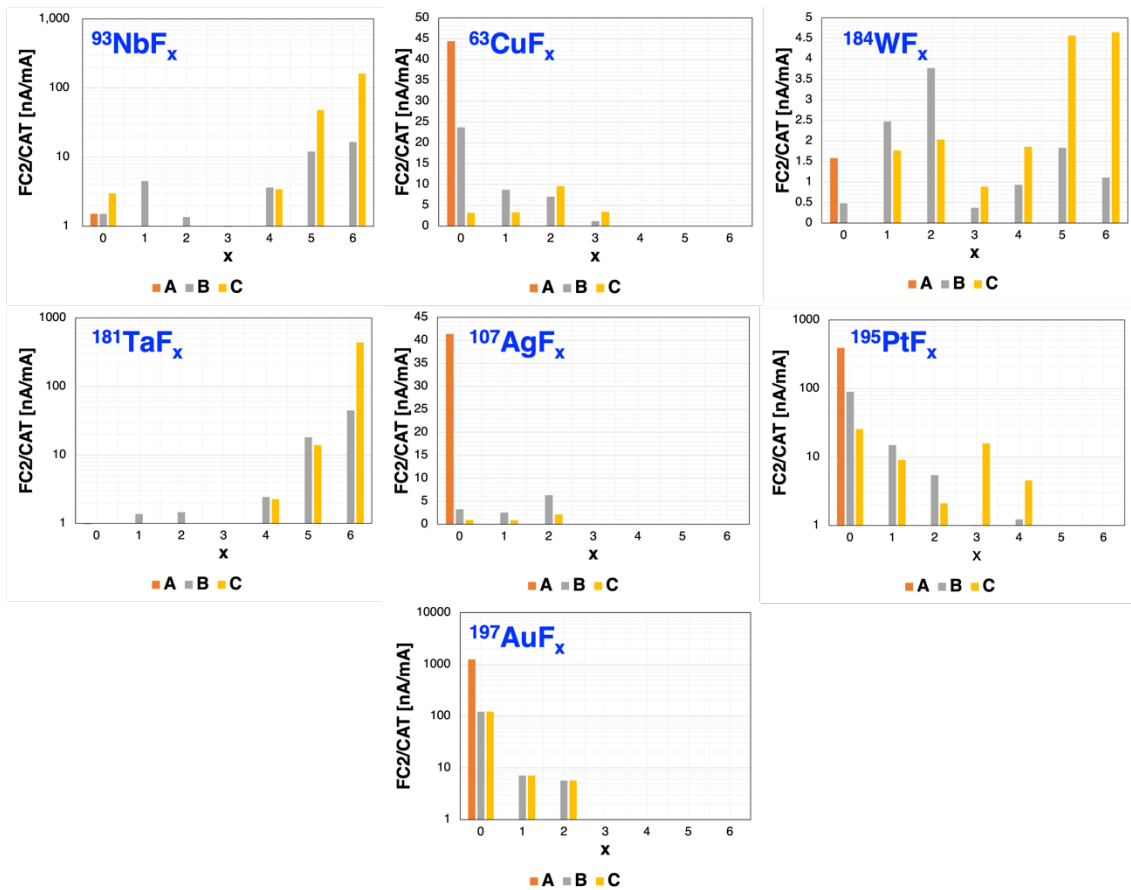 93NbFx
FC2/CAT [nA/mA]
1,000
100
10
1
0 1 2 3 4 5 6
x
A B C
63CuFx
FC2/CAT [nA/mA]
50
45
40
35
30
25
20
15
10
5
0
0 1 2 3 4 5 6
x
A B C
184WFx
FC2/CAT [nA/mA]
5
4.5
4
3.5
3
2.5
2
1.5
1
0.5
0
0 1 2 3 4 5 6
x
A B C
181TaFx
FC2/CAT [nA/mA]
1000
100
10
1
0 1 2 3 4 5 6
x
A B C
107AgFx
FC2/CAT [nA/mA]
45
40
35
30
25
20
15
10
5
0
0 1 2 3 4 5 6
x
A B C
195PtFx
FC2/CAT [nA/mA]
1000
100
10
1
0 1 2 3 4 5 6
x
A B C
197AuFx
FC2/CAT [nA/mA]
10000
1000
100
10
1
0 1 2 3 4 5 6
x
A B C